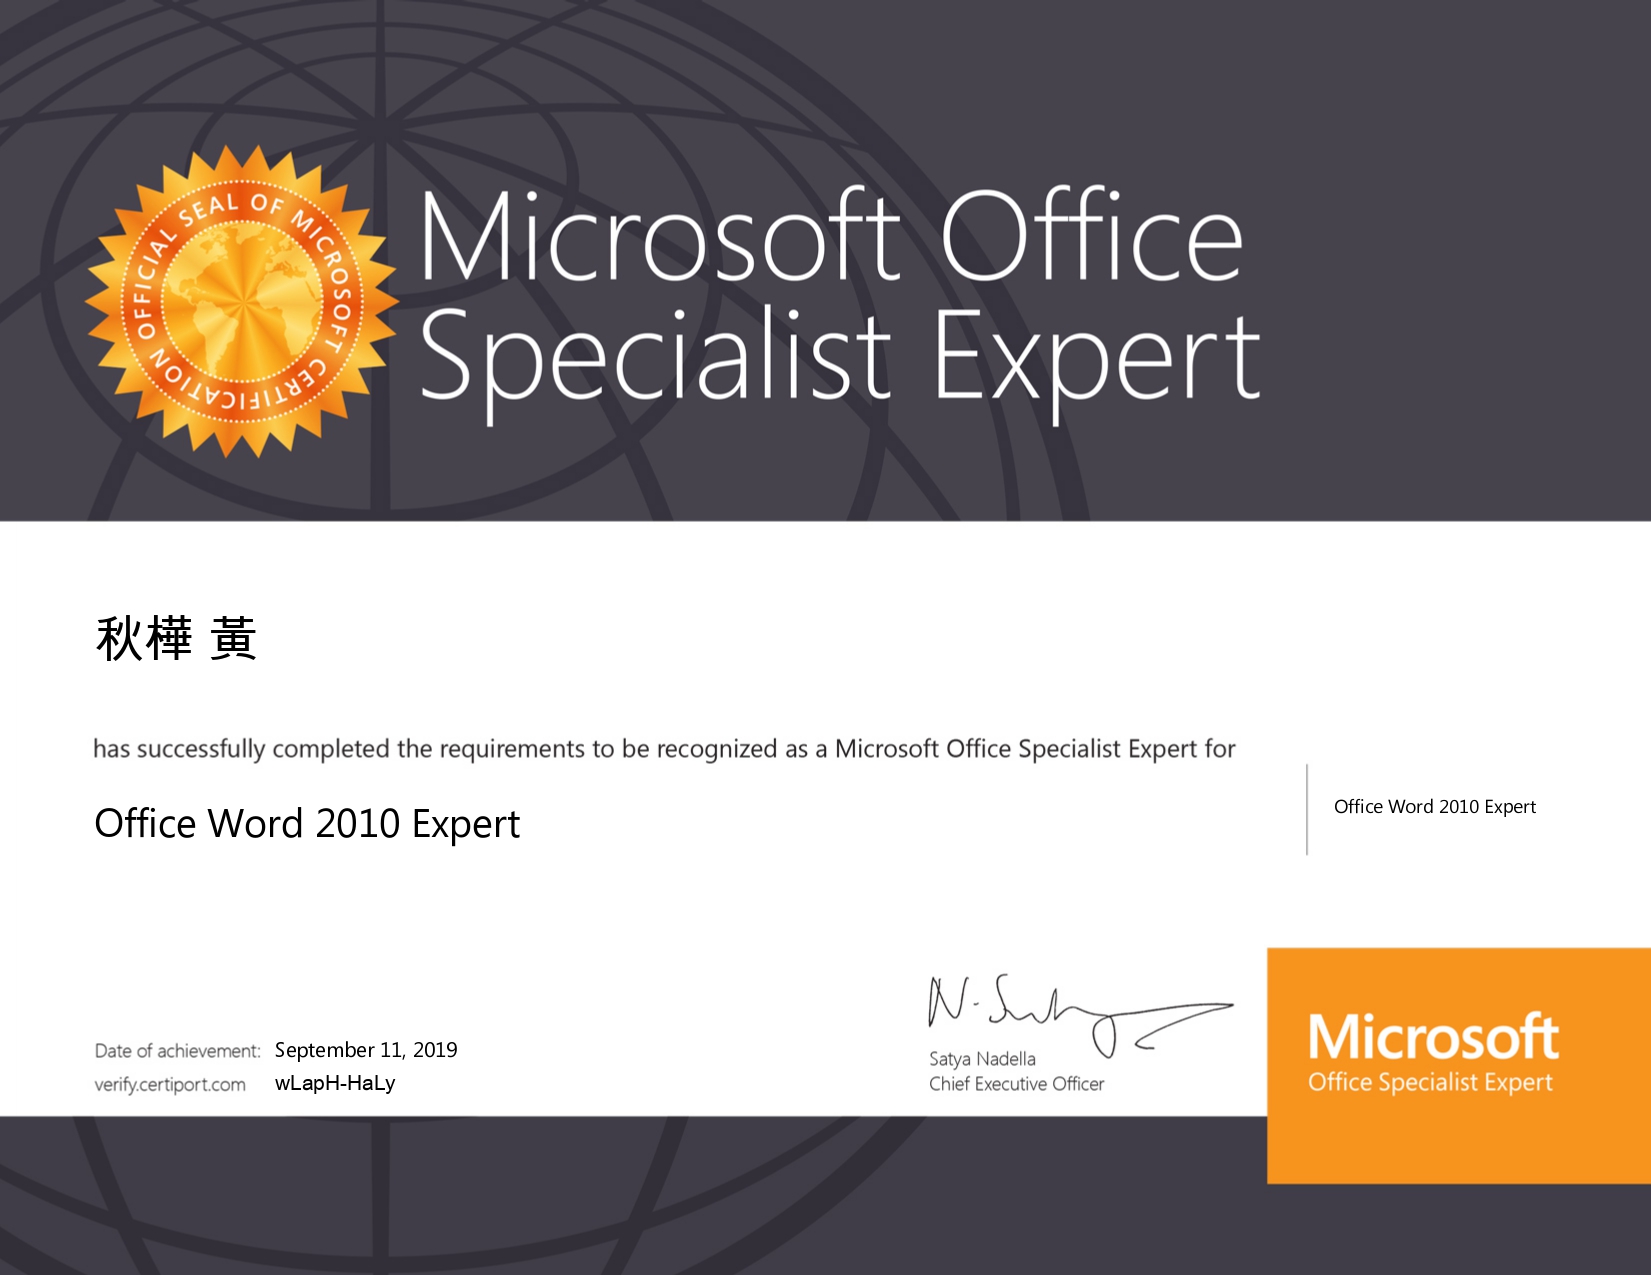 OFFICIAL SEAL OF MICROSOFT CERTIFICATION
Microsoft Office
Specialist Expert
秋樺 黃
has successfully completed the requirements to be recognized as a Microsoft Office Specialist Expert for
Office Word 2010 Expert
Office Word 2010 Expert
N. Satya
Satya Nadella
Chief Executive Officer
Date of achievement: September 11, 2019
verify.certiport.com wLapH-HaLy
Microsoft
Office Specialist Expert